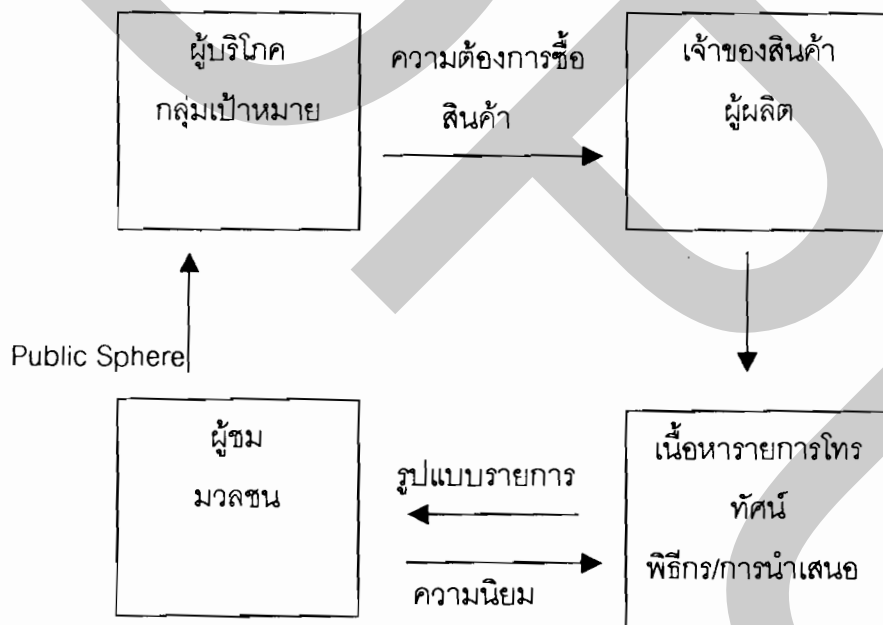 ผู้บริโภค
กลุ่มเป้าหมาย
ความต้องการซื้อ
สินค้า
เจ้าของสินค้า
ผู้ผลิต
Public Sphere
ผู้ชม
มวลชน
รูปแบบรายการ
ความนิยม
เนื้อหารายการโทร
ทัศน์
พิธีกร/การนำเสนอ